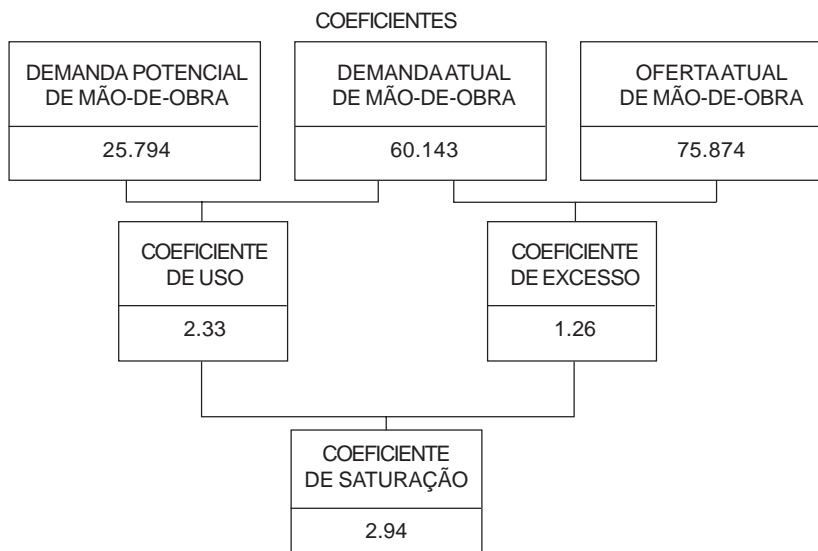 COEFICIENTES
DEMANDA POTENCIAL
DE MÃO-DE-OBRA
25.794
DEMANDA ATUAL
DE MÃO-DE-OBRA
60.143
OFERTA ATUAL
DE MÃO-DE-OBRA
75.874
COEFICIENTE
DE USO
2.33
COEFICIENTE
DE EXCESSO
1.26
COEFICIENTE
DE SATURAÇÃO
2.94